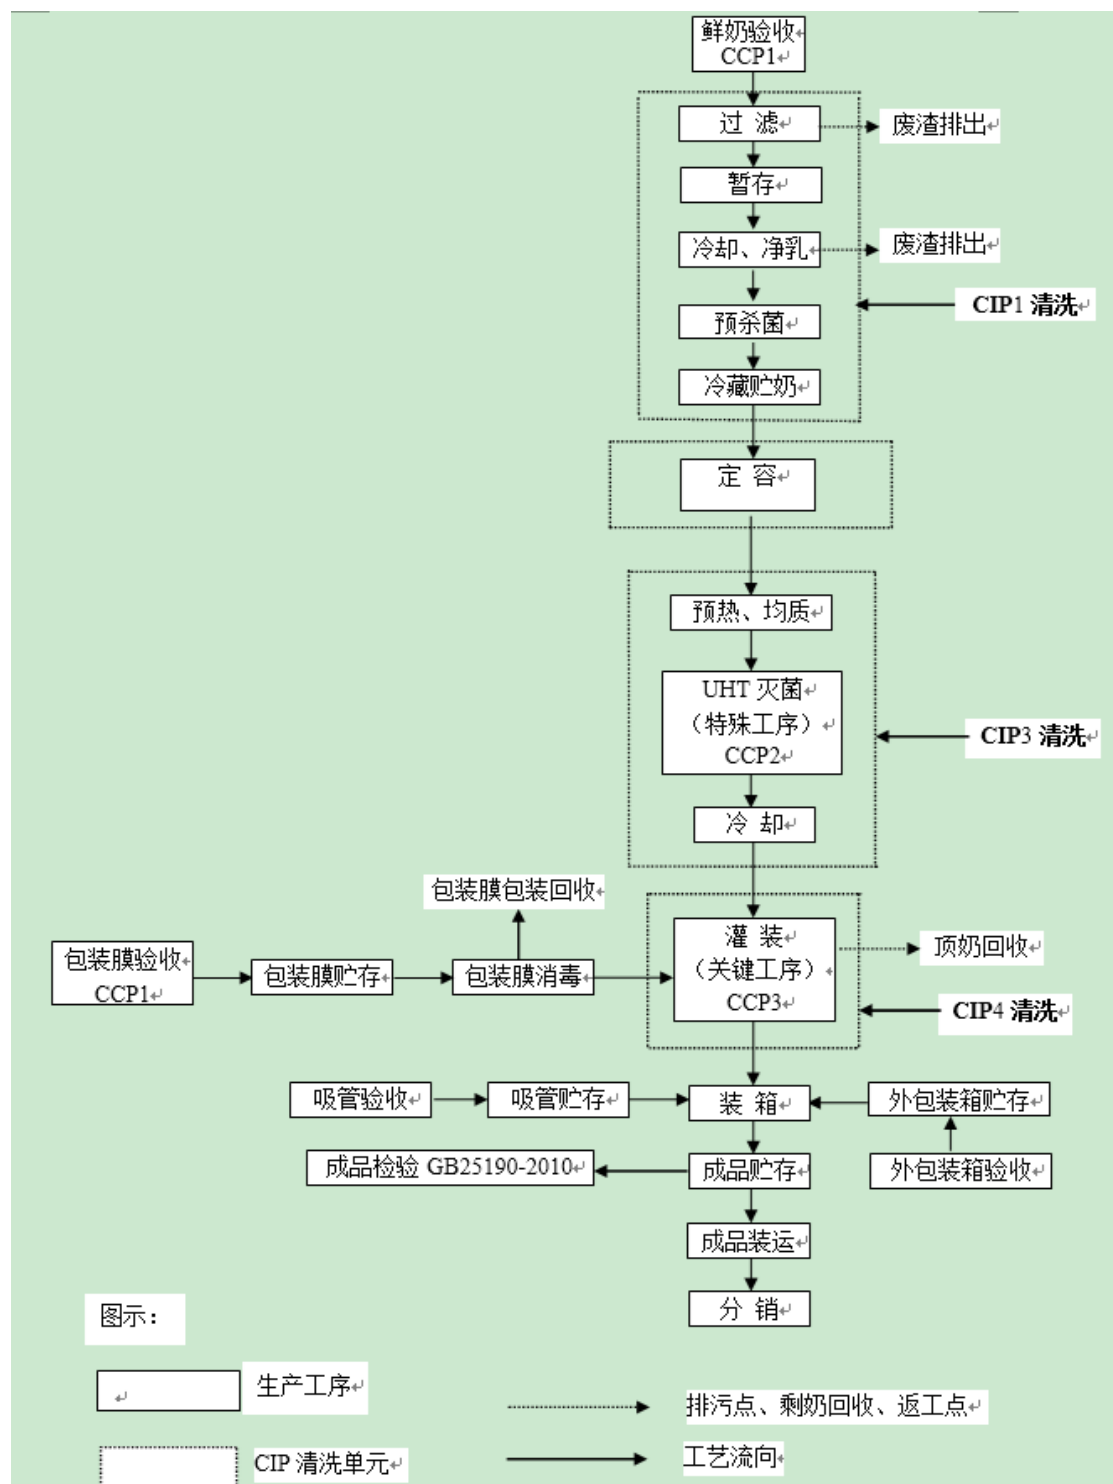 鲜奶验收
CCP1
过 滤
废渣排出
暂存
冷却、净乳
废渣排出
CIP1 清洗
预杀菌
冷藏贮奶
定 容
预热、均质
UHT 灭菌
（特殊工序）
CCP2
CIP3 清洗
冷 却
包装膜包装回收
灌 装
（关键工序）
CCP3
顶奶回收
包装膜验收
CCP1
包装膜贮存
包装膜消毒
CIP4 清洗
吸管验收
吸管贮存
装 箱
外包装箱贮存
成品检验 GB25190-2010
成品贮存
外包装箱验收
成品装运
分 销
图示：
生产工序
排污点、剩奶回收、返工点
CIP 清洗单元
工艺流向